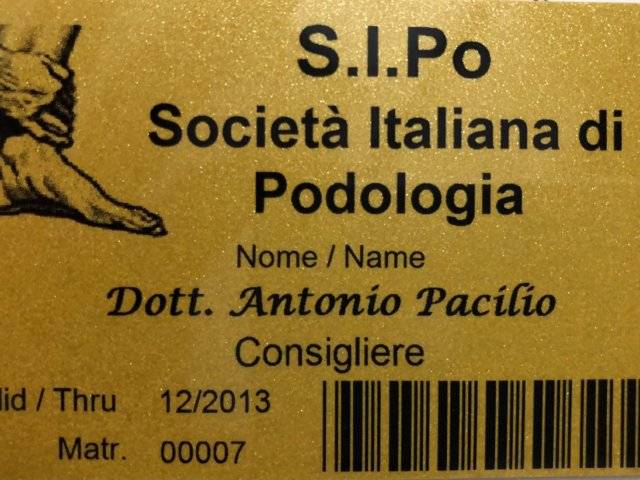 S.I.Po
Società Italiana di
Podologia
Nome / Name
Dott. Antonio Pacilio
Consigliere
/ Thru 12/2013
Matr. 00007